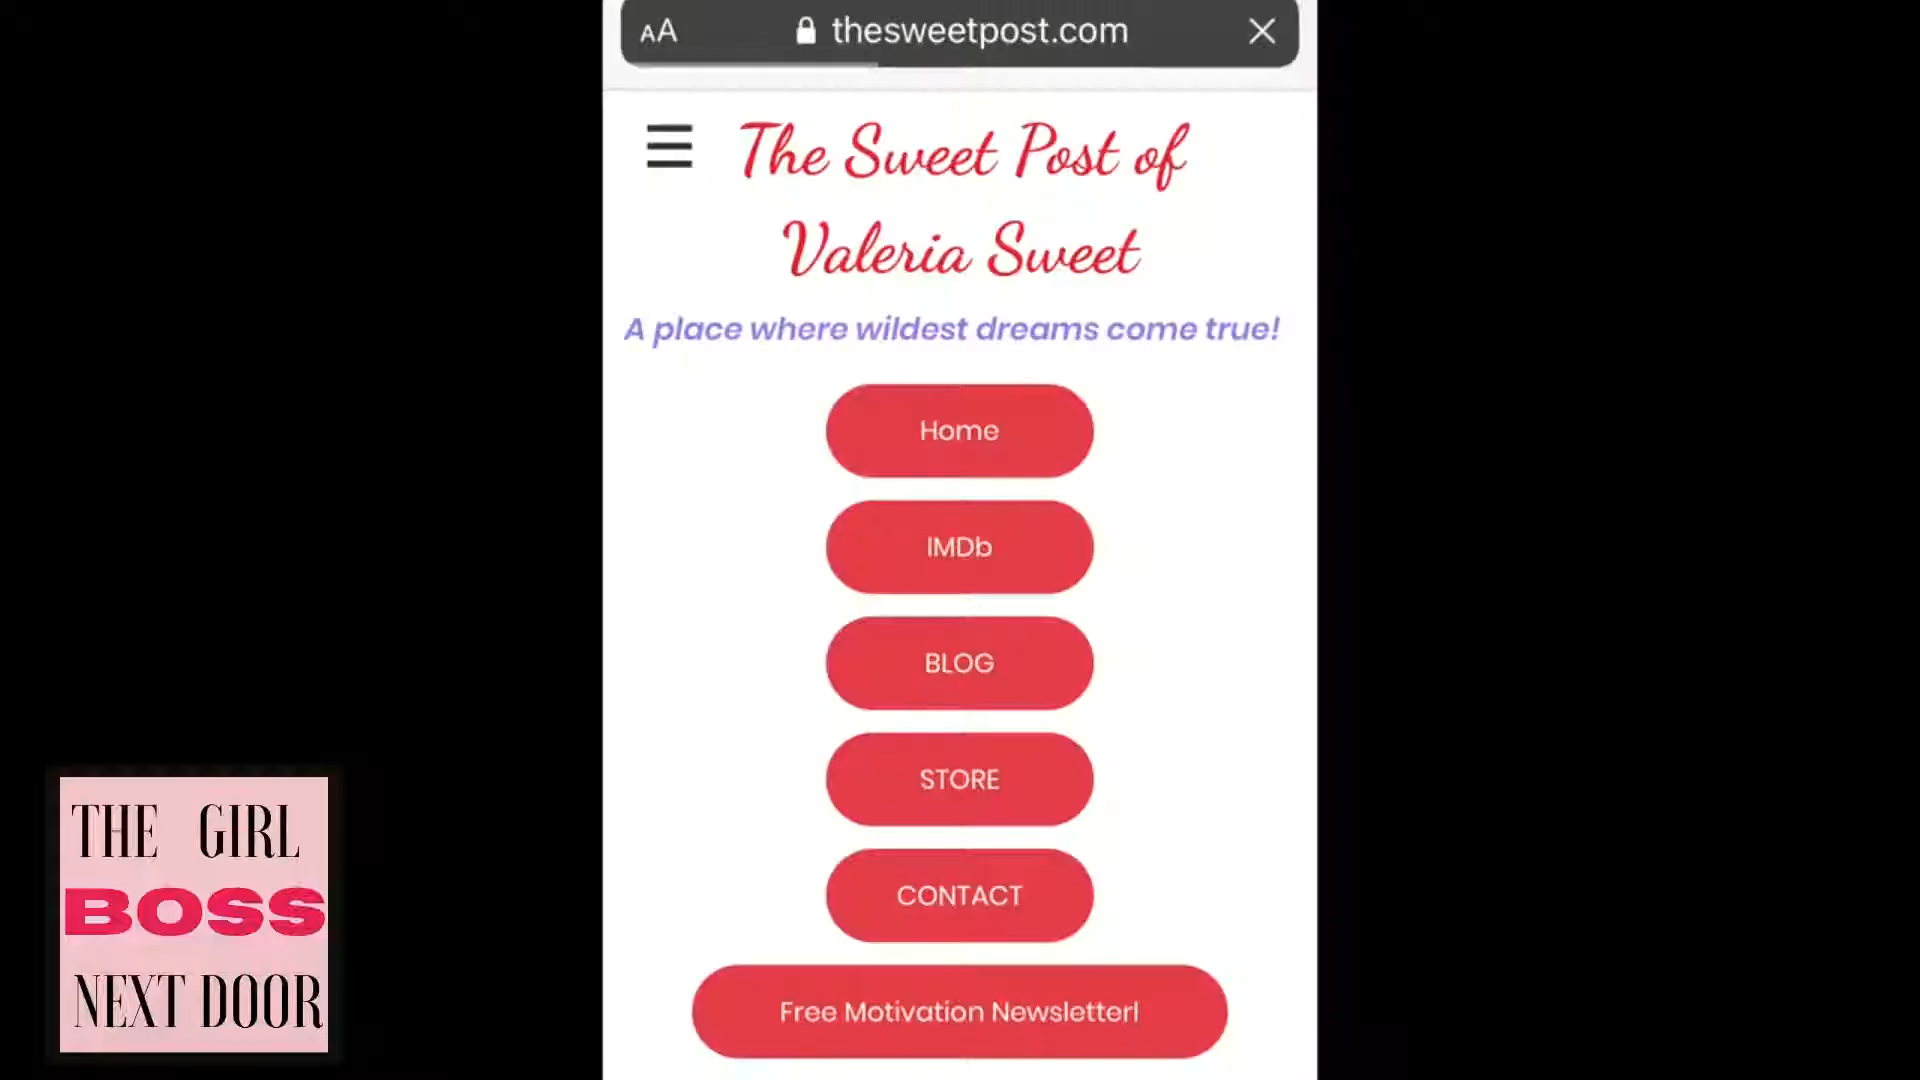 AA thesweetpost.com
The Sweet Post of
Valeria Sweet
A place where wildest dreams come true!
Home
IMDb
BLOG
STORE
CONTACT
Free Motivation Newsletter!
THE GIRL
BOSS
NEXT DOOR